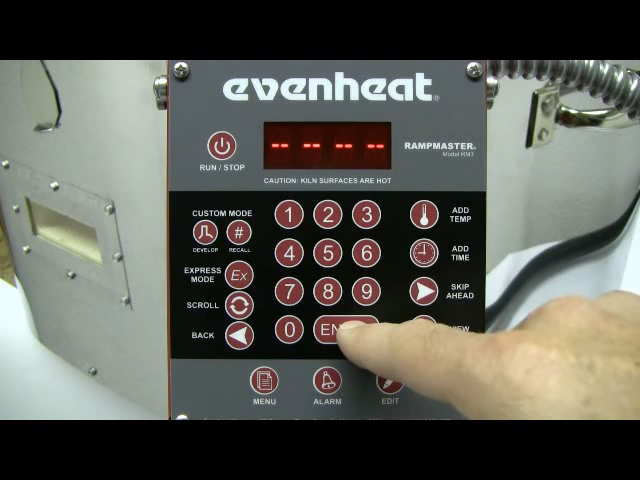 evenheat®
-- -- -- --
RAMPMASTER®
Model RM3
RUN / STOP
CAUTION: KILN SURFACES ARE HOT
CUSTOM MODE
DEVELOP
#
RECALL
EXPRESS
MODE
Ex
SCROLL
BACK
1 2 3
4 5 6
7 8 9
0
ADD
TEMP
ADD
TIME
SKIP
AHEAD
MENU
ALARM
EDIT